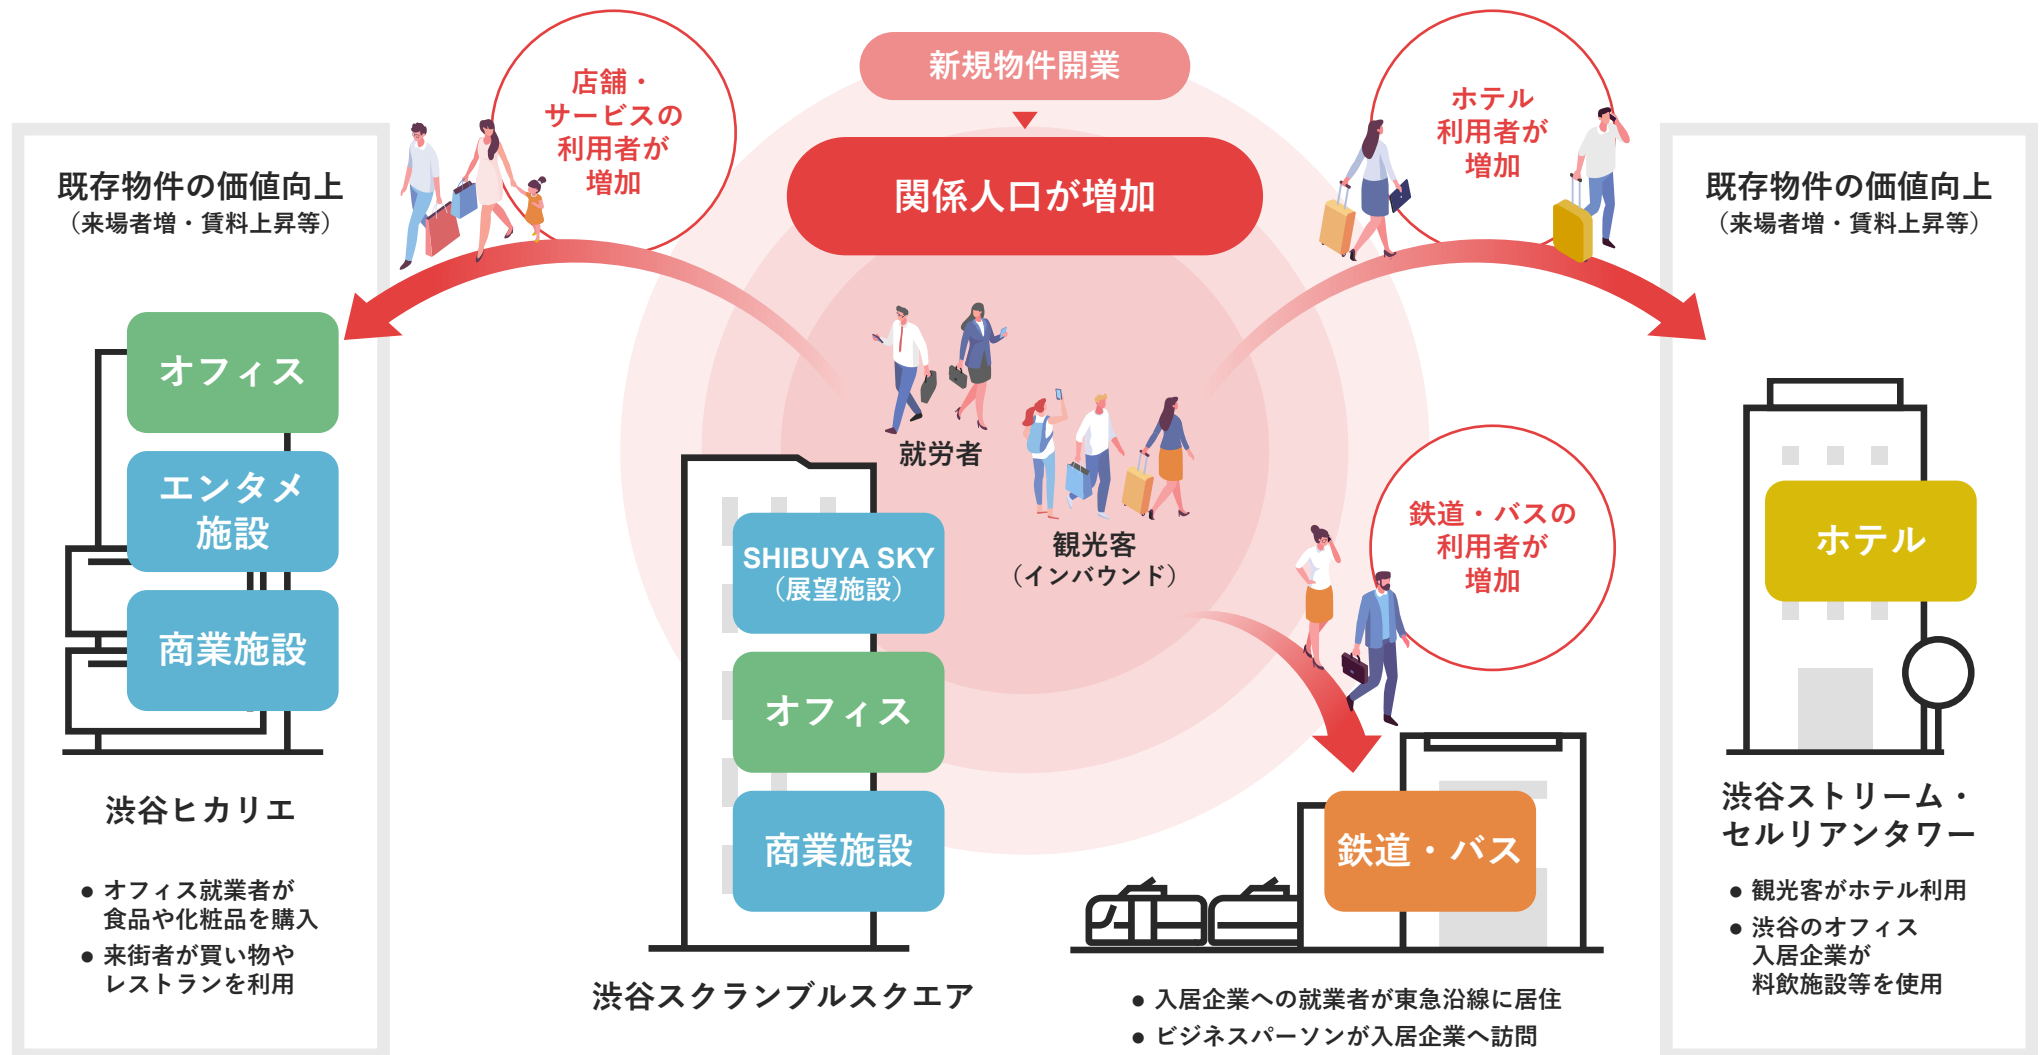 新規物件開業
関係人口が増加
店舗・
サービスの
利用者が
増加
ホテル
利用者が
増加
既存物件の価値向上
（来場者増・賃料上昇等）
オフィス
エンタメ
施設
商業施設
渋谷ヒカリエ
● オフィス就業者が
食品や化粧品を購入
● 来街者が買い物や
レストランを利用
就労者
観光客
（インバウンド）
SHIBUYA SKY
（展望施設）
オフィス
商業施設
渋谷スクランブルスクエア
鉄道・バスの
利用者が
増加
鉄道・バス
● 入居企業への就業者が東急沿線に居住
● ビジネスパーソンが入居企業へ訪問
既存物件の価値向上
（来場者増・賃料上昇等）
ホテル
渋谷ストリーム・
セルリアンタワー
● 観光客がホテル利用
● 渋谷のオフィス
入居企業が
料飲施設等を使用